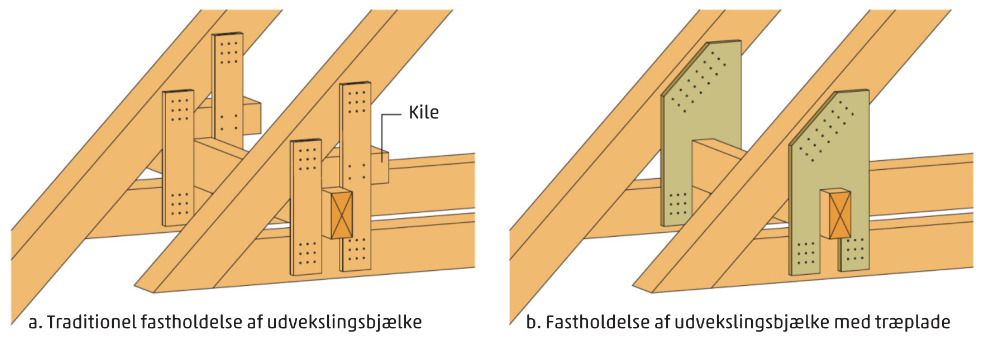 Kile
a. Traditionel fastholdelse af udvekslingsbjælke
b. Fastholdelse af udvekslingsbjælke med træplade